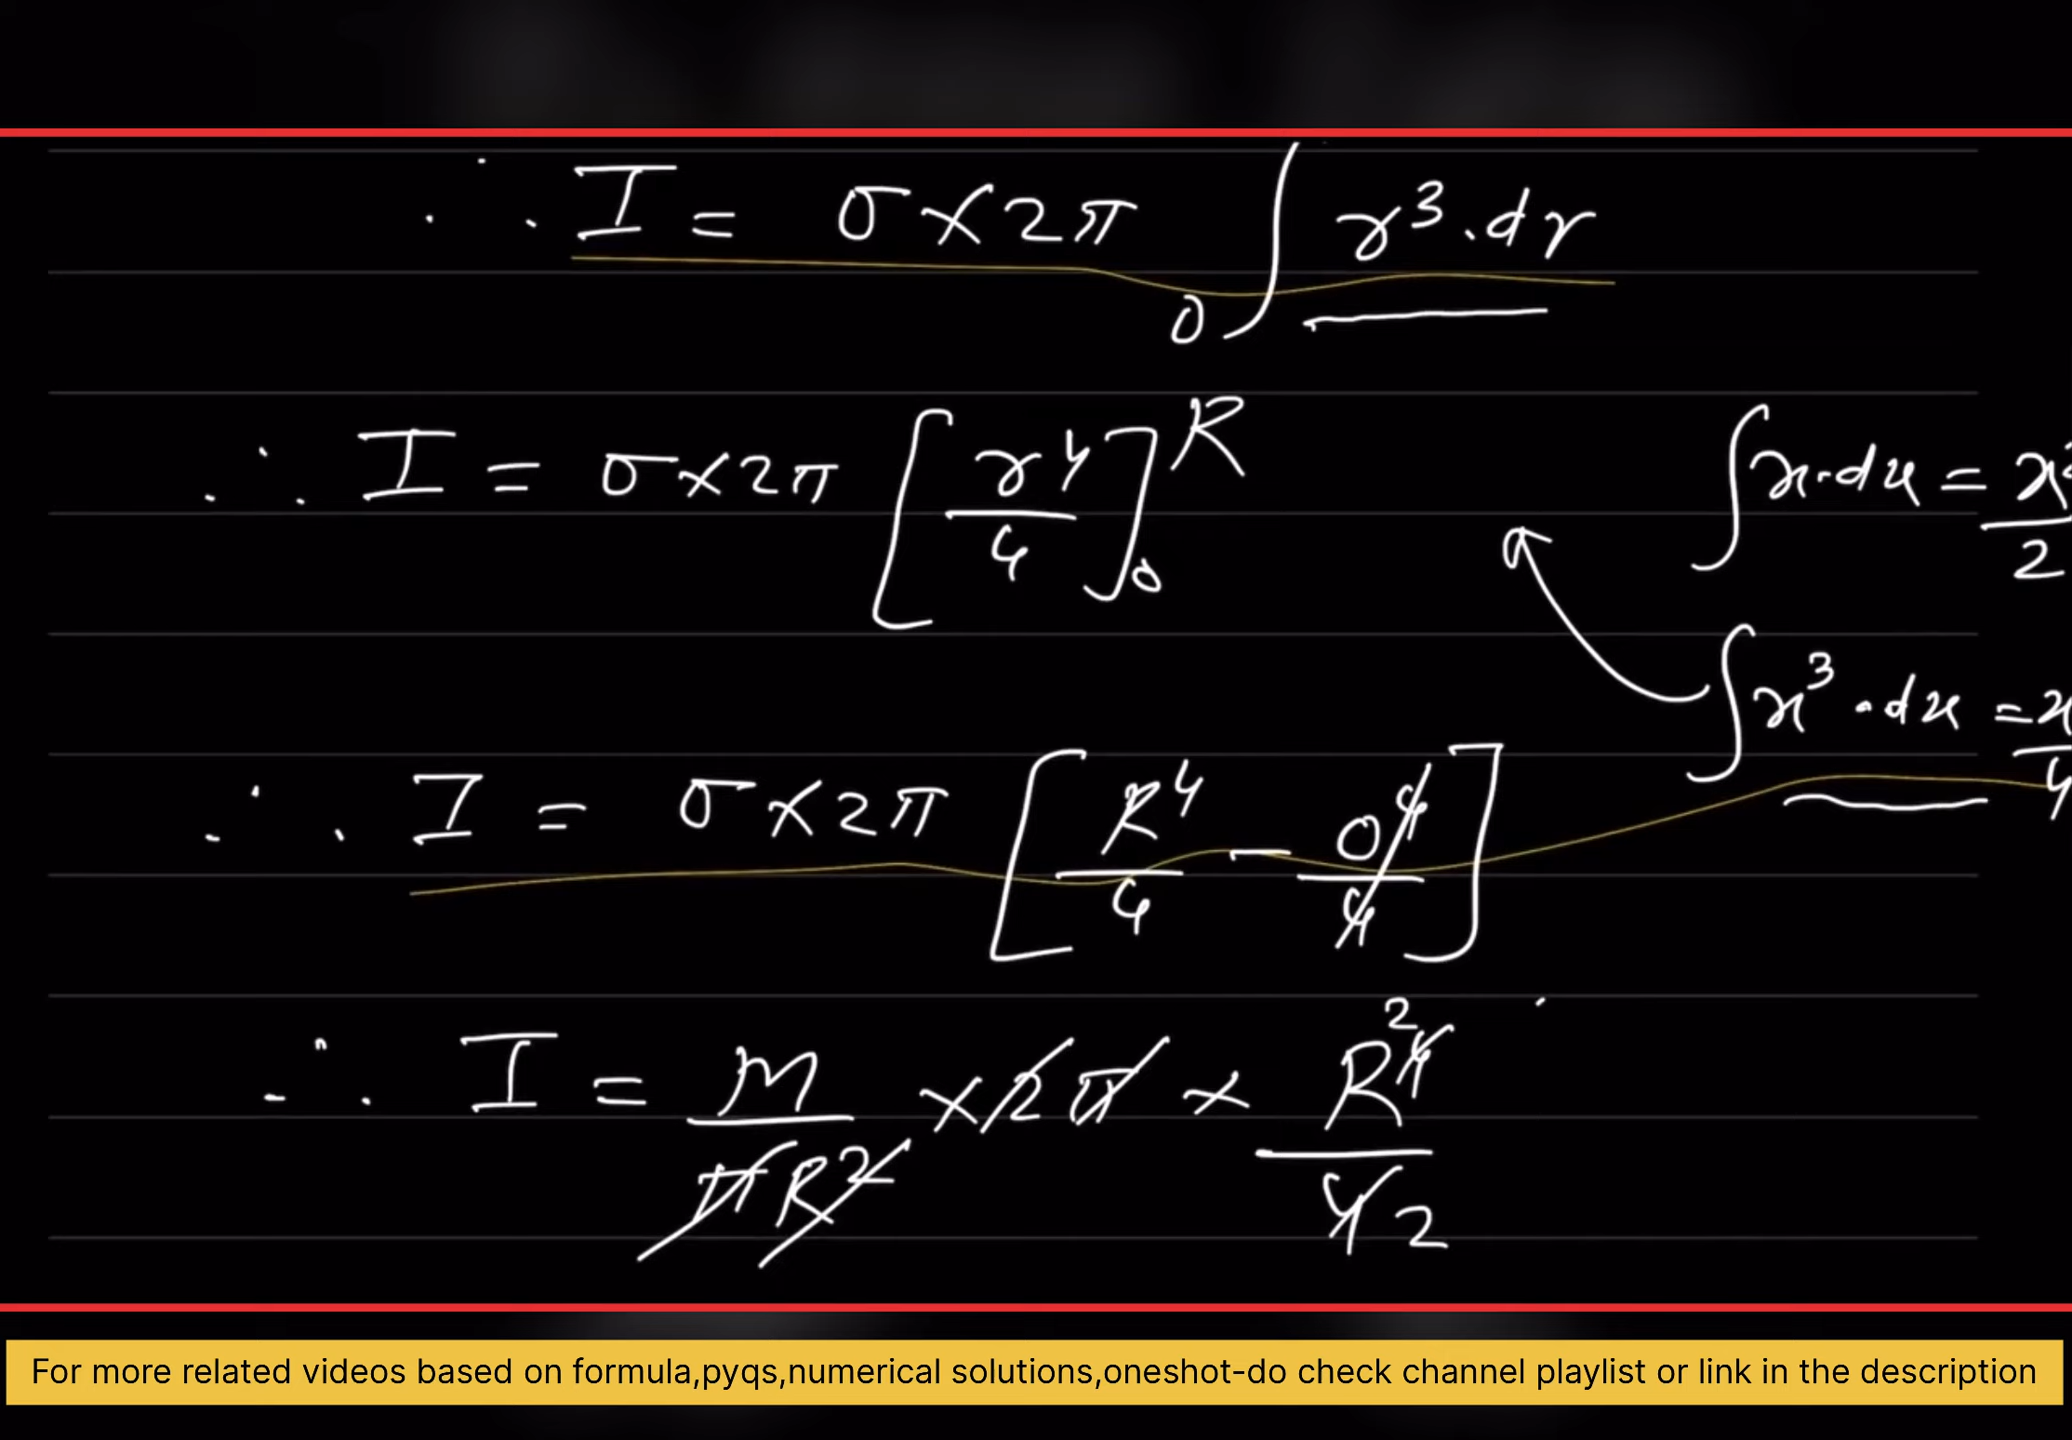 ∴ I = σ × 2π ₀∫ r³.dr
∴ I = σ × 2π [r⁴/4]₀ᴿ
∫x.dx = x²/2
∫x³.dx = x/4
∴ I = σ × 2π [R⁴/4 − 0⁴/4]
∴ I = M/πR² × 2π × R⁴/4 2 2
For more related videos based on formula,pyqs,numerical solutions,oneshot-do check channel playlist or link in the description